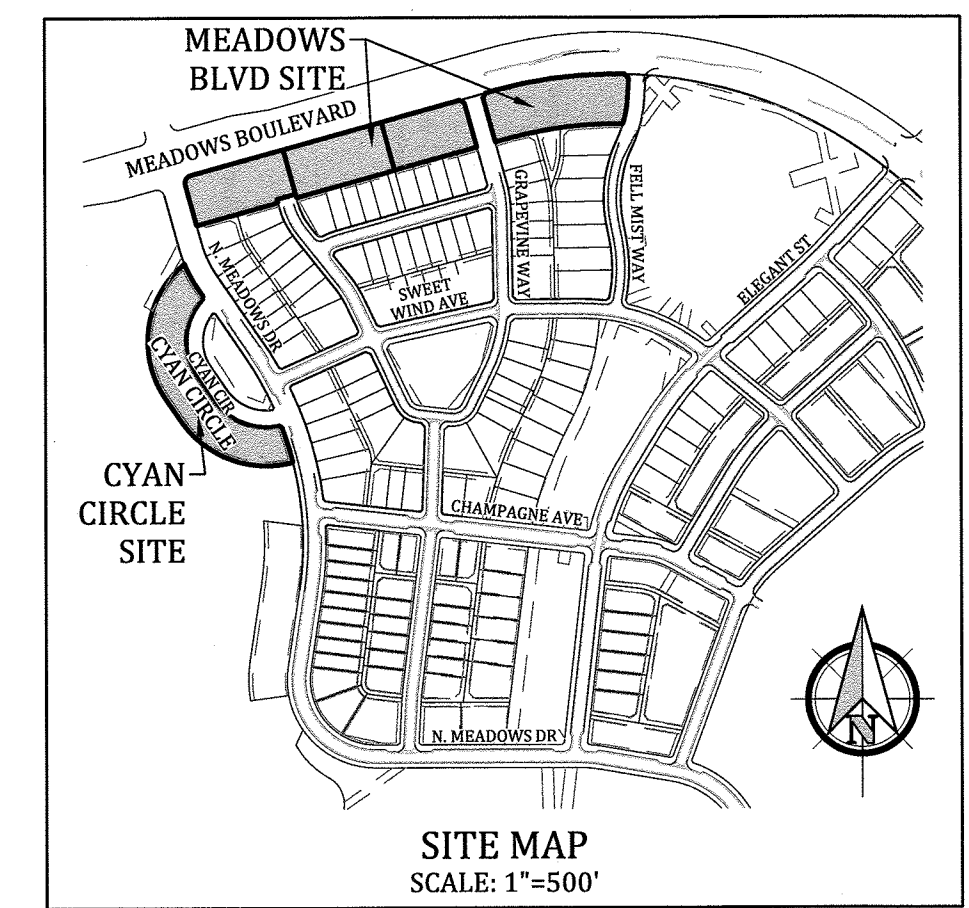 MEADOWS
BLVD SITE
MEADOWS BOULEVARD
GRAPEVINE WAY
FELL MIST WAY
ELEGANT ST
N. MEADOWS DR
SWEET
WIND AVE
CYAN CIR
CYAN CIRCLE
CYAN
CIRCLE
SITE
CHAMPAGNE AVE
N. MEADOWS DR
N
SITE MAP
SCALE: 1"=500'